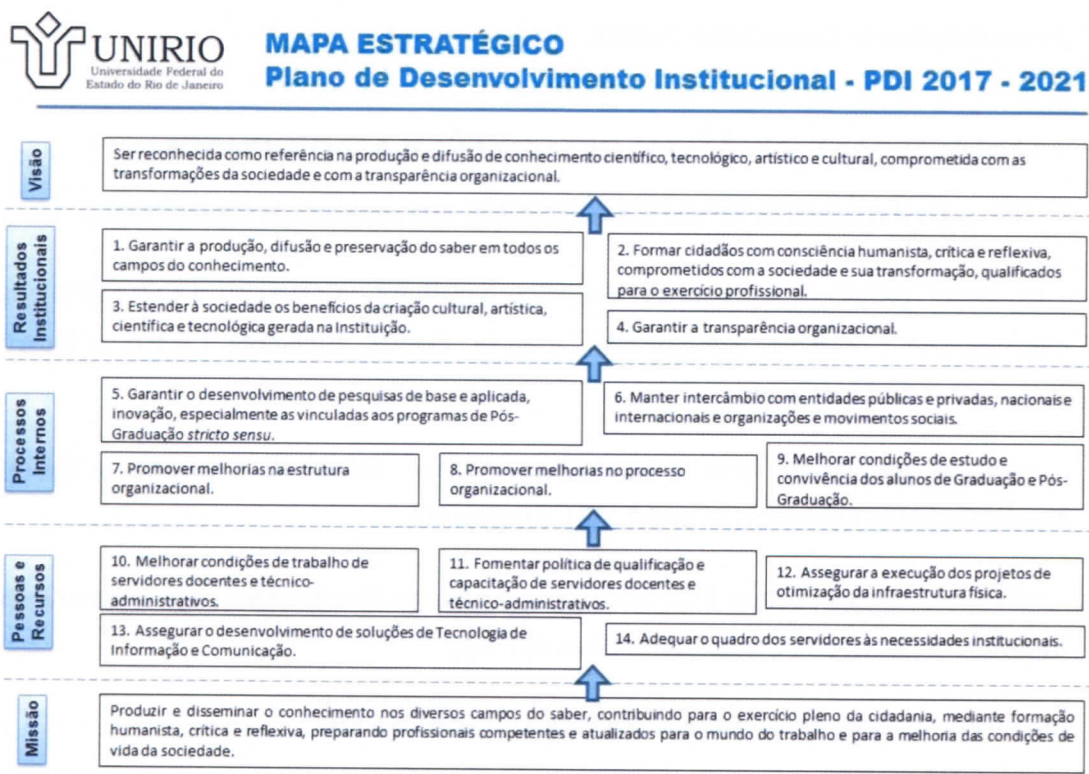 UNIRIO
Universidade Federal do
Estado do Rio de Janeiro
MAPA ESTRATÉGICO
Plano de Desenvolvimento Institucional - PDI 2017 - 2021
Visão
Ser reconhecida como referência na produção e difusão de conhecimento científico, tecnológico, artístico e cultural, comprometida com as
transformações da sociedade e com a transparência organizacional.
Resultados
Institucionais
1. Garantir a produção, difusão e preservação do saber em todos os
campos do conhecimento.
2. Formar cidadãos com consciência humanista, crítica e reflexiva,
comprometidos com a sociedade e sua transformação, qualificados
para o exercício profissional.
3. Estender à sociedade os benefícios da criação cultural, artística,
científica e tecnológica gerada na Instituição.
4. Garantir a transparência organizacional.
Processos
Internos
5. Garantir o desenvolvimento de pesquisas de base e aplicada,
inovação, especialmente as vinculadas aos programas de Pós-
Graduação stricto sensu.
6. Manter intercâmbio com entidades públicas e privadas, nacionais e
internacionais e organizações e movimentos sociais.
7. Promover melhorias na estrutura
organizacional.
8. Promover melhorias no processo
organizacional.
9. Melhorar condições de estudo e
convivência dos alunos de Graduação e Pós-
Graduação.
Pessoas e
Recursos
10. Melhorar condições de trabalho de
servidores docentes e técnico-
administrativos.
11. Fomentar política de qualificação e
capacitação de servidores docentes e
técnico-administrativos.
12. Assegurar a execução dos projetos de
otimização da infraestrutura física.
13. Assegurar o desenvolvimento de soluções de Tecnologia de
Informação e Comunicação.
14. Adequar o quadro dos servidores às necessidades institucionais.
Missão
Produzir e disseminar o conhecimento nos diversos campos do saber, contribuindo para o exercício pleno da cidadania, mediante formação
humanista, crítica e reflexiva, preparando profissionais competentes e atualizados para o mundo do trabalho e para a melhoria das condições de
vida da sociedade.